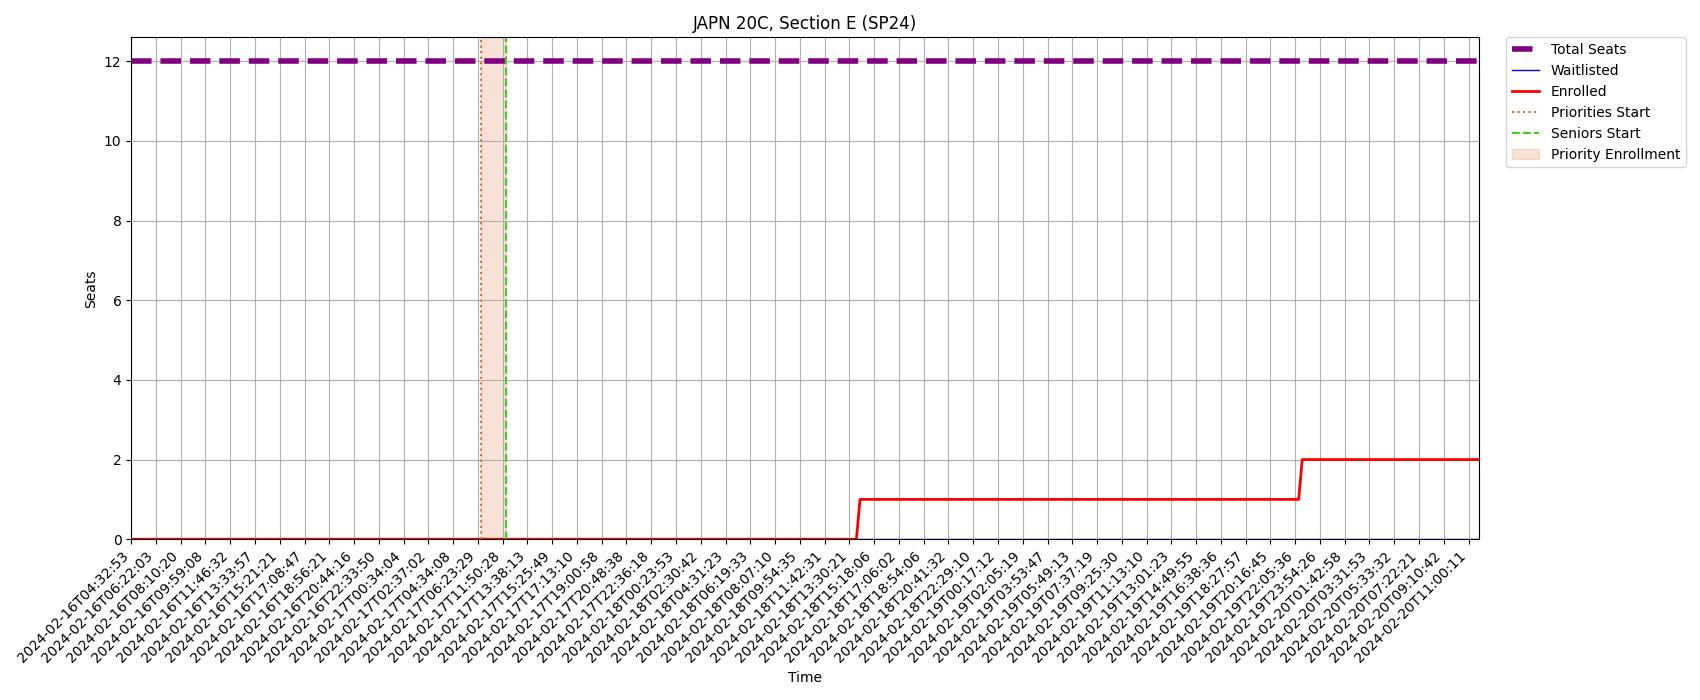 JAPN 20C, Section E (SP24)
Total Seats
Waitlisted
Enrolled
Priorities Start
Seniors Start
Priority Enrollment
Seats
12
10
8
6
4
2
0
2024-02-16T04:32:53
2024-02-16T06:22:03
2024-02-16T08:10:20
2024-02-16T09:59:08
2024-02-16T11:46:32
2024-02-16T13:33:57
2024-02-16T15:21:21
2024-02-16T17:08:47
2024-02-16T18:56:21
2024-02-16T20:44:16
2024-02-16T22:33:50
2024-02-17T00:34:04
2024-02-17T02:37:02
2024-02-17T04:34:08
2024-02-17T06:23:29
2024-02-17T11:50:28
2024-02-17T13:38:13
2024-02-17T15:25:49
2024-02-17T17:13:10
2024-02-17T19:00:58
2024-02-17T20:48:38
2024-02-17T22:36:18
2024-02-18T00:23:53
2024-02-18T02:30:42
2024-02-18T04:31:23
2024-02-18T06:19:33
2024-02-18T08:07:10
2024-02-18T09:54:35
2024-02-18T11:42:31
2024-02-18T13:30:21
2024-02-18T15:18:06
2024-02-18T17:06:02
2024-02-18T18:54:06
2024-02-18T20:41:32
2024-02-18T22:29:10
2024-02-19T00:17:12
2024-02-19T02:05:19
2024-02-19T03:53:47
2024-02-19T05:49:13
2024-02-19T07:37:19
2024-02-19T09:25:30
2024-02-19T11:13:10
2024-02-19T13:01:23
2024-02-19T14:49:55
2024-02-19T16:38:36
2024-02-19T18:27:57
2024-02-19T20:16:45
2024-02-19T22:05:36
2024-02-19T23:54:26
2024-02-20T01:42:58
2024-02-20T03:31:53
2024-02-20T05:33:32
2024-02-20T07:22:21
2024-02-20T09:10:42
2024-02-20T11:00:11
Time